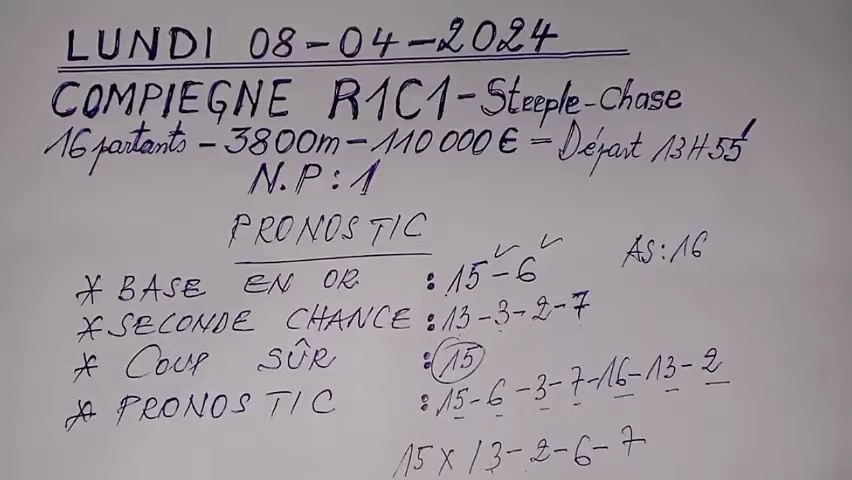 LUNDI 08-04-2024
COMPIEGNE R1C1-Steeple-Chase
16 partants - 3800m - 110 000€ = Départ 13H55'
N.P : 1
PRONOSTIC
AS : 16
* BASE EN OR : 15 - 6
* SECONDE CHANCE : 13 - 3 - 2 - 7
* COUP SÛR : 15
* PRONOSTIC : 15 - 6 - 3 - 7 - 16 - 13 - 2
15 X 13 - 2 - 6 - 7